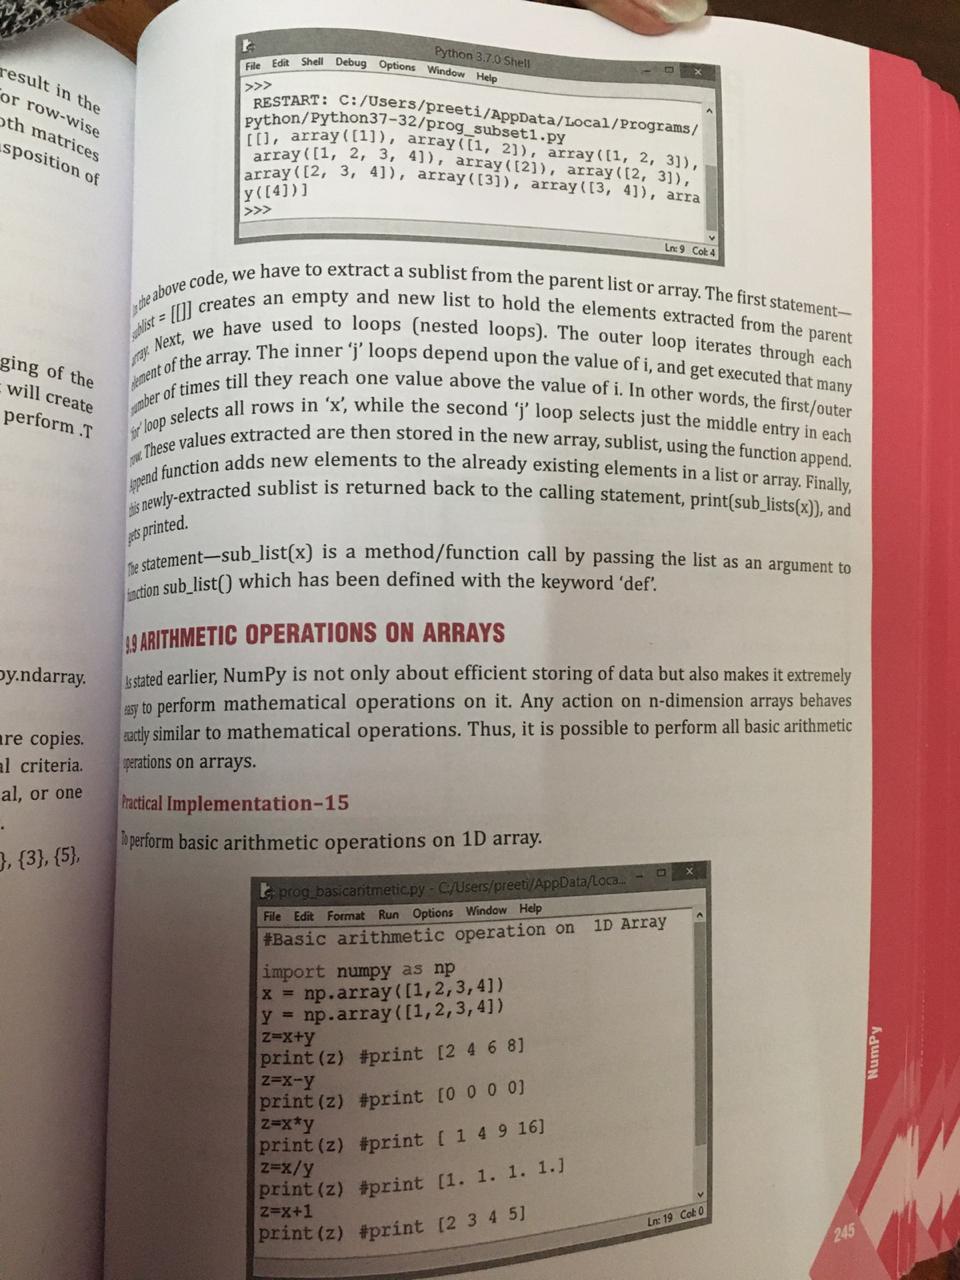 result in the
or row-wise
oth matrices
nsposition of
ging of the
will create
perform .T
py.ndarray.
are copies.
al criteria.
al, or one
}, {3}, {5},
Python 3.7.0 Shell
File Edit Shell Debug Options Window Help
>>>
RESTART: C:/Users/preeti/AppData/Local/Programs/
Python/Python37-32/prog_subset1.py
[[], array([1]), array([1, 2]), array([1, 2, 3]),
array([1, 2, 3, 4]), array([2]), array([2, 3]),
array([2, 3, 4]), array([3]), array([3, 4]), arra
y([4])]
>>>
Ln: 9 Col: 4
In the above code, we have to extract a sublist from the parent list or array. The first statement—
sublist = [[]] creates an empty and new list to hold the elements extracted from the parent
array. Next, we have used to loops (nested loops). The outer loop iterates through each
element of the array. The inner 'j' loops depend upon the value of i, and get executed that many
number of times till they reach one value above the value of i. In other words, the first/outer
'for' loop selects all rows in 'x', while the second 'j' loop selects just the middle entry in each
row. These values extracted are then stored in the new array, sublist, using the function append.
Append function adds new elements to the already existing elements in a list or array. Finally,
this newly-extracted sublist is returned back to the calling statement, print(sub_lists(x)), and
gets printed.
The statement—sub_list(x) is a method/function call by passing the list as an argument to
function sub_list() which has been defined with the keyword 'def'.
9.9 ARITHMETIC OPERATIONS ON ARRAYS
As stated earlier, NumPy is not only about efficient storing of data but also makes it extremely
easy to perform mathematical operations on it. Any action on n-dimension arrays behaves
exactly similar to mathematical operations. Thus, it is possible to perform all basic arithmetic
operations on arrays.
Practical Implementation–15
To perform basic arithmetic operations on 1D array.
prog_basicaritmetic.py - C:/Users/preeti/AppData/Loca...
File Edit Format Run Options Window Help
#Basic arithmetic operation on 1D Array
import numpy as np
x = np.array([1,2,3,4])
y = np.array([1,2,3,4])
z=x+y
print(z) #print [2 4 6 8]
z=x-y
print(z) #print [0 0 0 0]
z=x*y
print(z) #print [ 1 4 9 16]
z=x/y
print(z) #print [1. 1. 1. 1.]
z=x+1
print(z) #print [2 3 4 5]
Ln: 19 Col: 0
NumPy
245